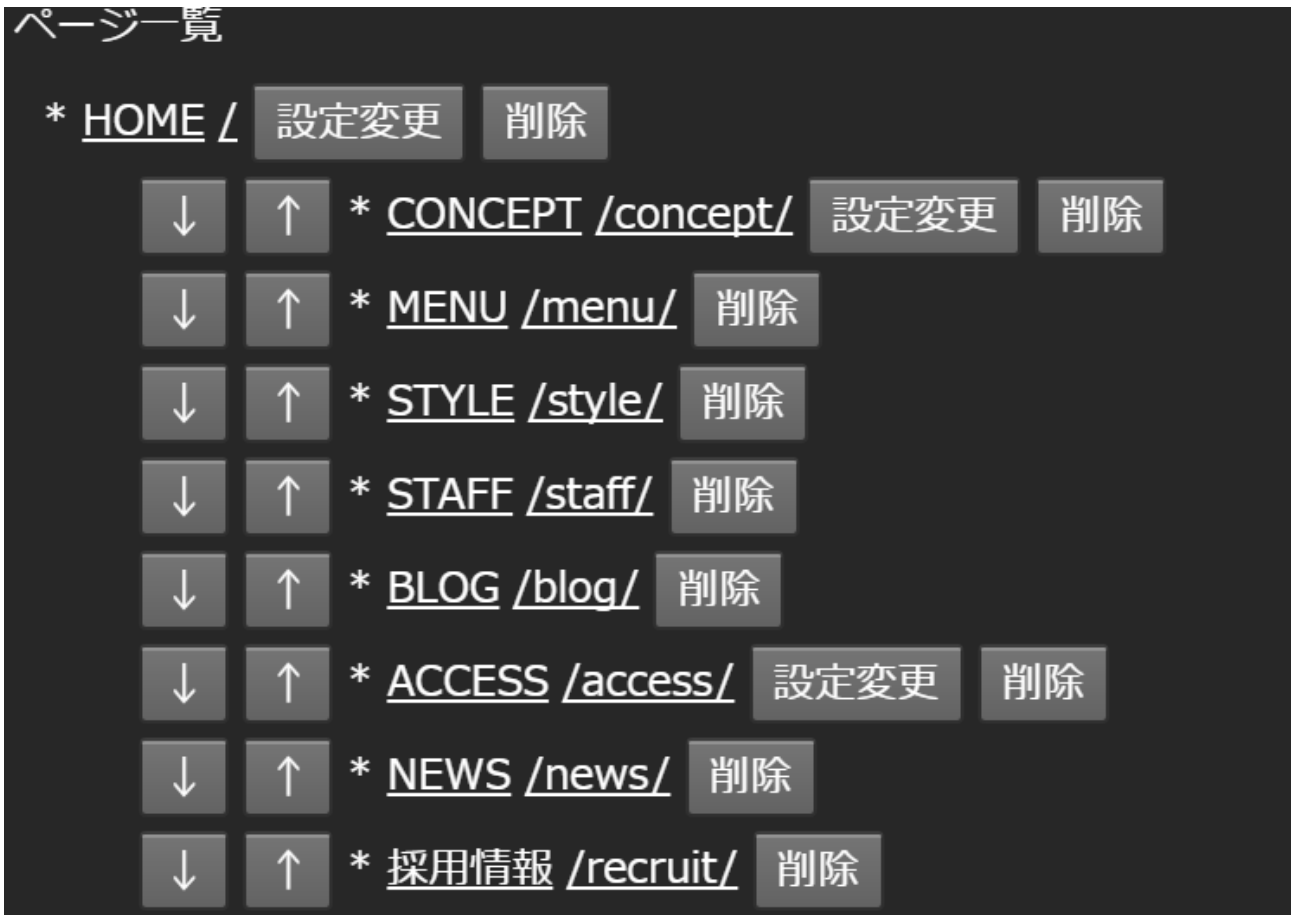 ページ一覧
* HOME / 設定変更 削除
↓ ↑ * CONCEPT /concept/ 設定変更 削除
↓ ↑ * MENU /menu/ 削除
↓ ↑ * STYLE /style/ 削除
↓ ↑ * STAFF /staff/ 削除
↓ ↑ * BLOG /blog/ 削除
↓ ↑ * ACCESS /access/ 設定変更 削除
↓ ↑ * NEWS /news/ 削除
↓ ↑ * 採用情報 /recruit/ 削除